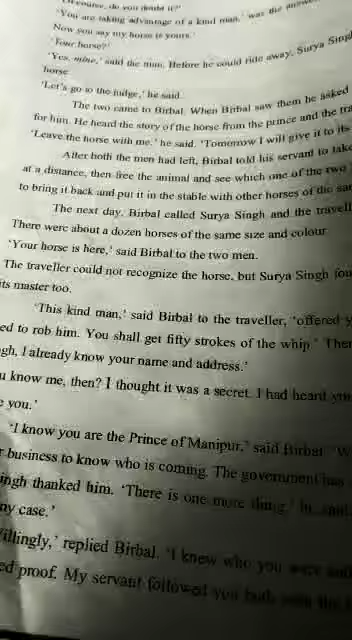 course, do you doubt it?'
'You are taking advantage of a kind man,' was the
Now you say my horse is yours.'
'Your horse?'
'Yes, mine,' said the man. Before he could ride away, Surya Singh
horse
'Let's go to the judge,' he said.
The two came to Birbal. When Birbal saw them he asked
for him. He heard the story of the horse from the prince and the
'Leave the horse with me,' he said. 'Tomorrow I will give it to its
After both the men had left, Birbal told his servant to take
at a distance, then free the animal and see which one of the two
to bring it back and put it in the stable with other horses of the
The next day, Birbal called Surya Singh and the
There were about a dozen horses of the same size and colour
'Your horse is here,' said Birbal to the two men.
The traveller could not recognize the horse, but Surya Singh
its master too.
'This kind man,' said Birbal to the traveller, 'offered
ed to rob him. You shall get fifty strokes of the whip.'
gh, I already know your name and address.'
u know me, then? I thought it was a secret. I had heard
you.'
'I know you are the Prince of Manipur,' said Birbal.
business to know who is coming. The government has
ingh thanked him. 'There is one more thing,' he said.
ny case.'
illingly,' replied Birbal. 'I knew who you were
ed proof. My servant followed you both